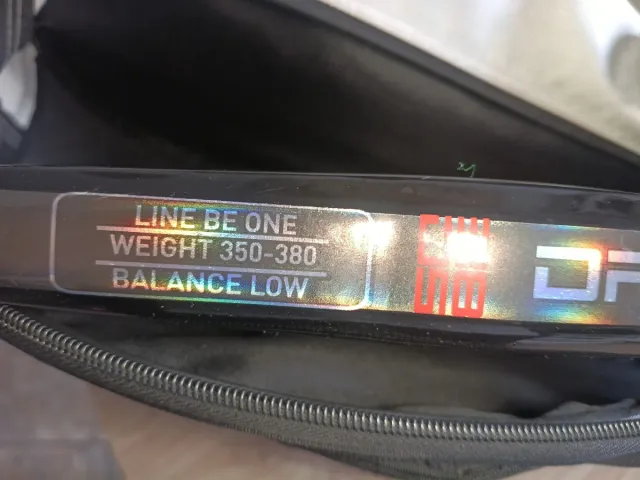 LINE BE ONE
WEIGHT 350-380
BALANCE LOW